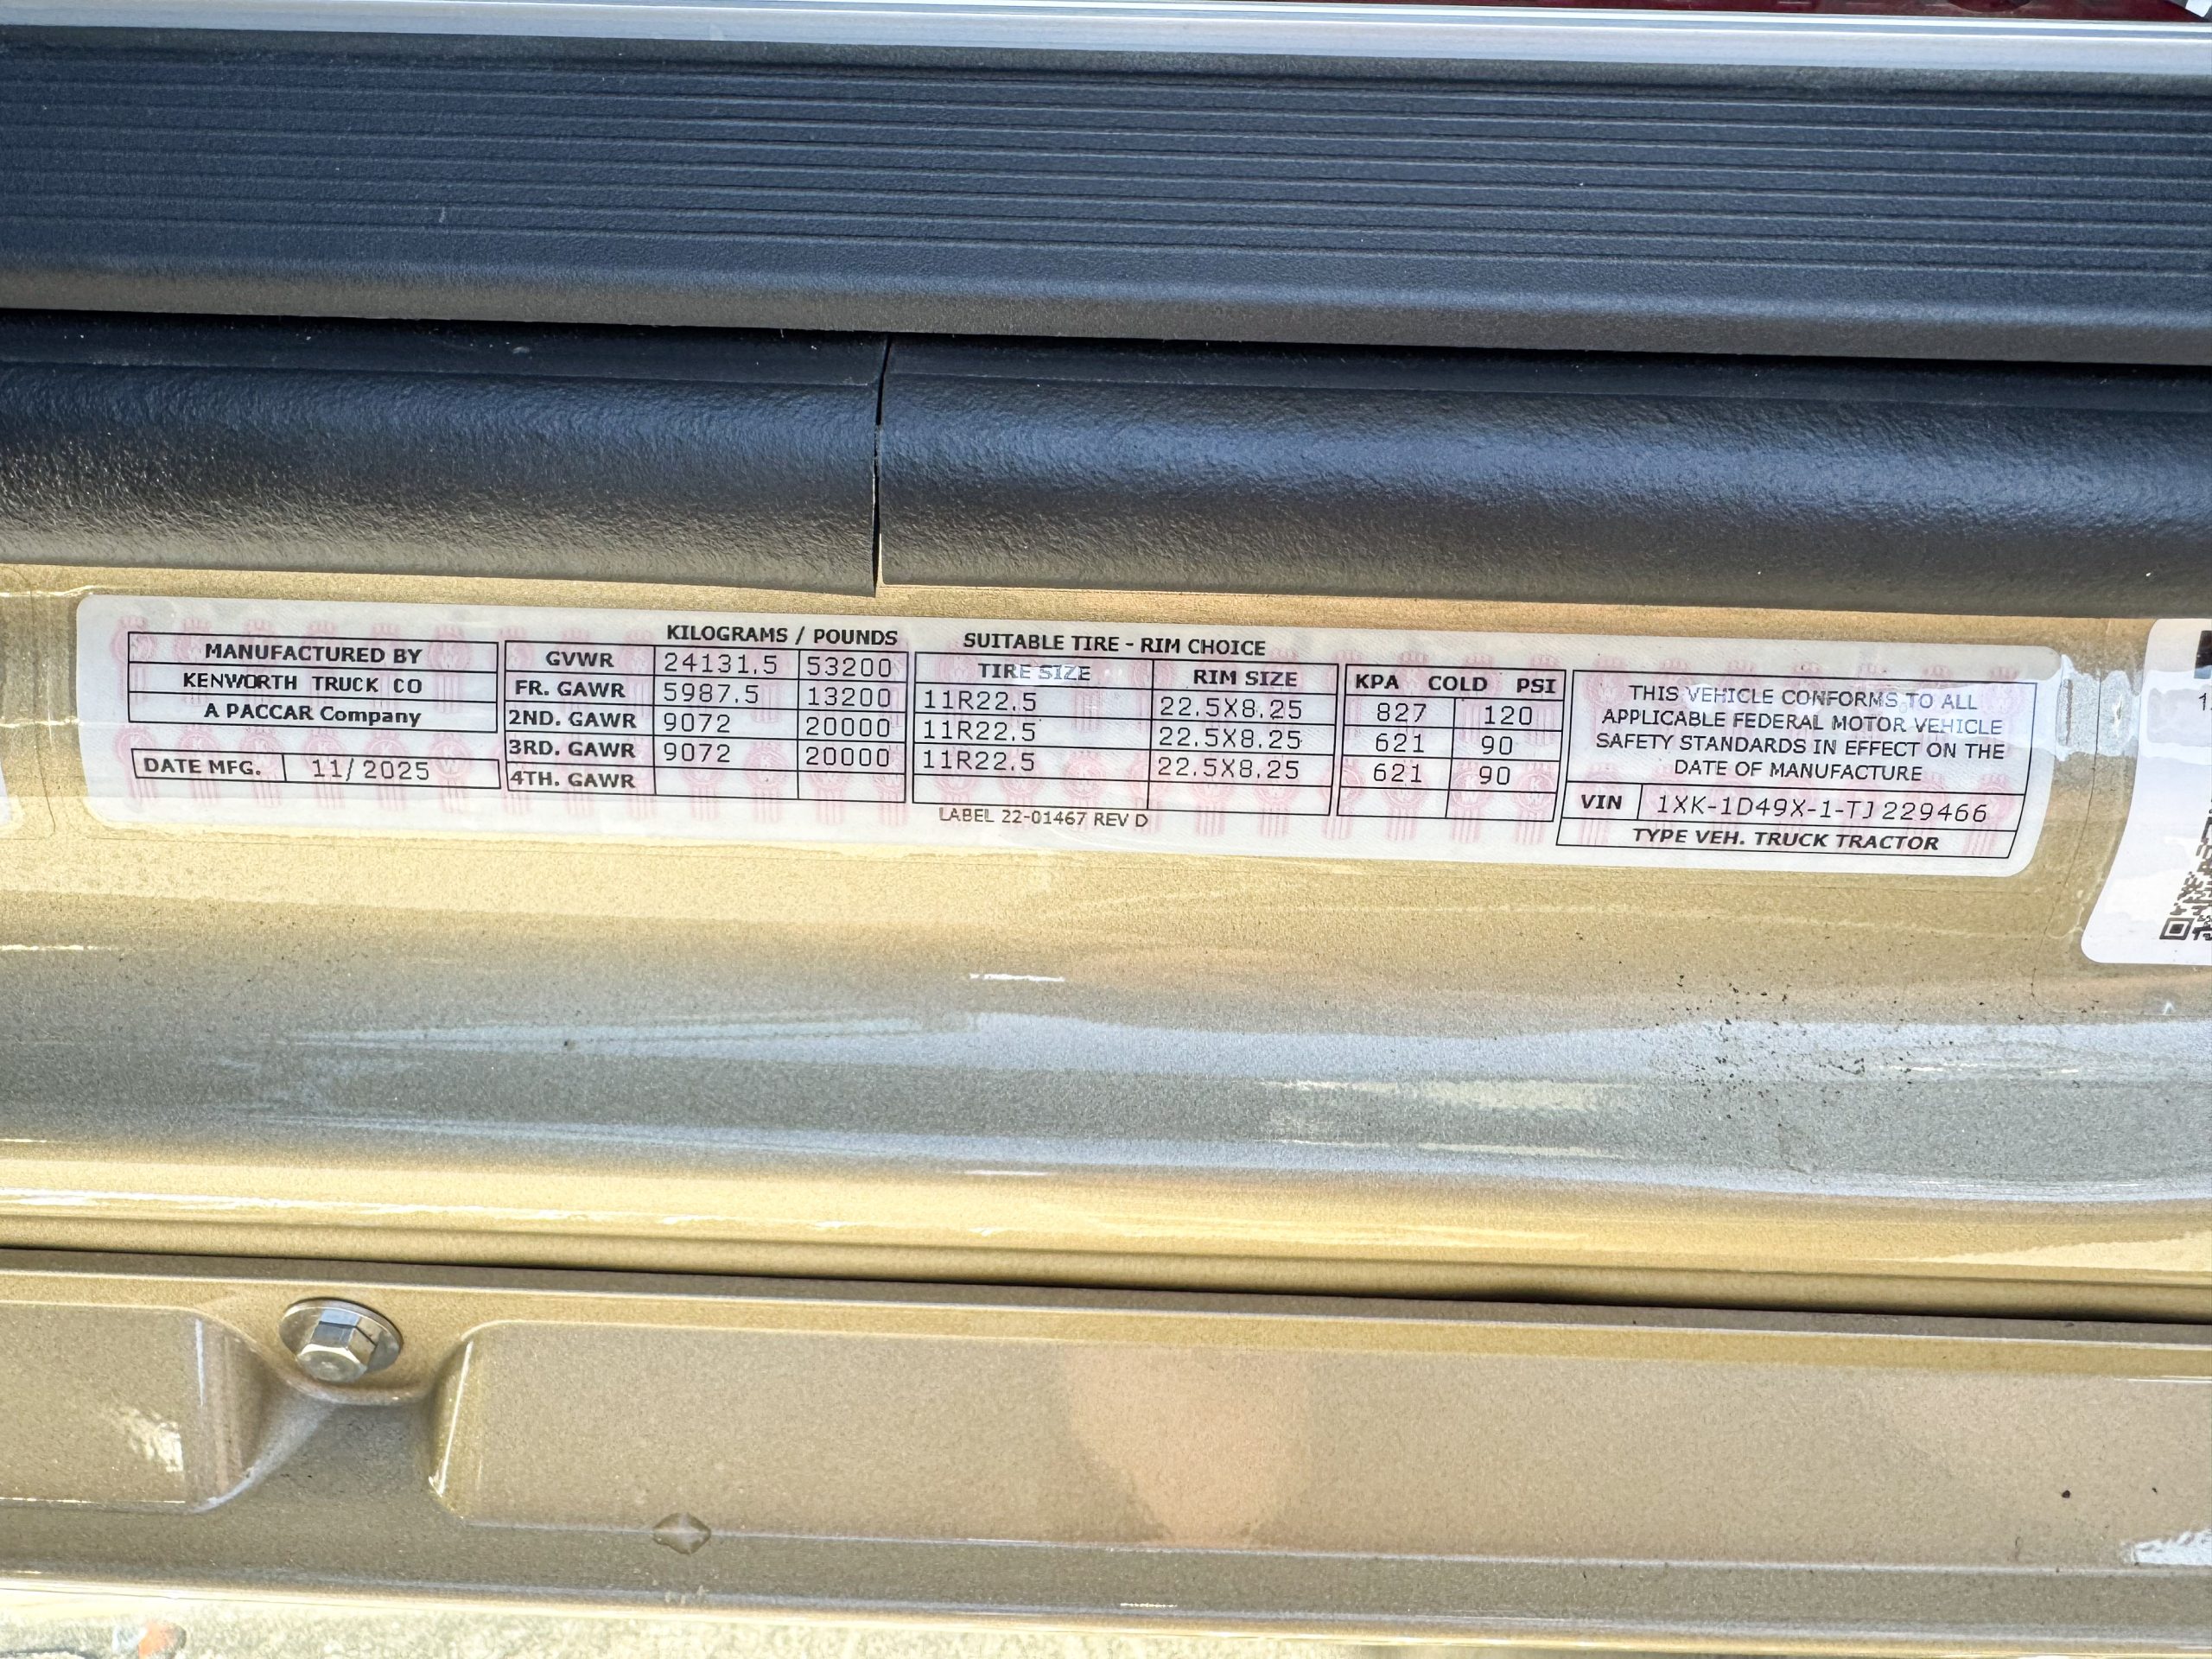 MANUFACTURED BY
KENWORTH TRUCK CO
A PACCAR Company
DATE MFG. 11/2025
KILOGRAMS / POUNDS
GVWR 24131.5 53200
FR. GAWR 5987.5 13200
2ND. GAWR 9072 20000
3RD. GAWR 9072 20000
4TH. GAWR
SUITABLE TIRE - RIM CHOICE
TIRE SIZE RIM SIZE
11R22.5 22.5X8.25
11R22.5 22.5X8.25
11R22.5 22.5X8.25
LABEL 22-01467 REV D
KPA COLD PSI
827 120
621 90
621 90
THIS VEHICLE CONFORMS TO ALL
APPLICABLE FEDERAL MOTOR VEHICLE
SAFETY STANDARDS IN EFFECT ON THE
DATE OF MANUFACTURE
VIN 1XK-1D49X-1-TJ229466
TYPE VEH. TRUCK TRACTOR